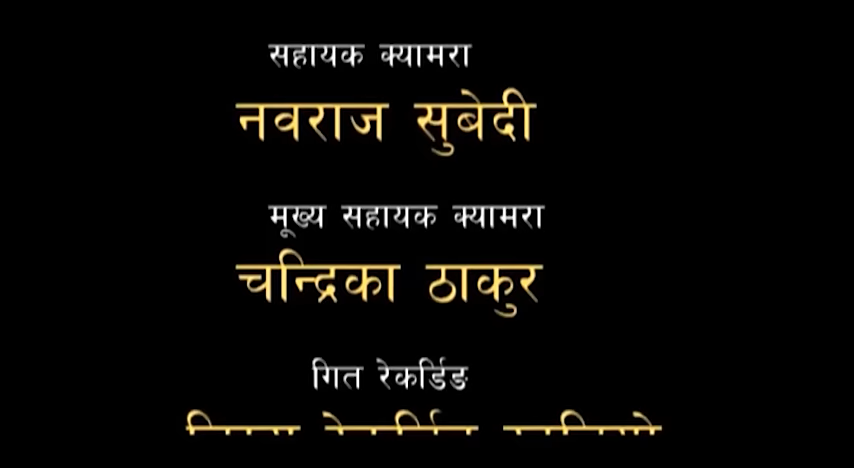 सहायक क्यामरा
नवराज सुबेदी
मूख्य सहायक क्यामरा
चन्द्रिका ठाकुर
गित रेकर्डिङ